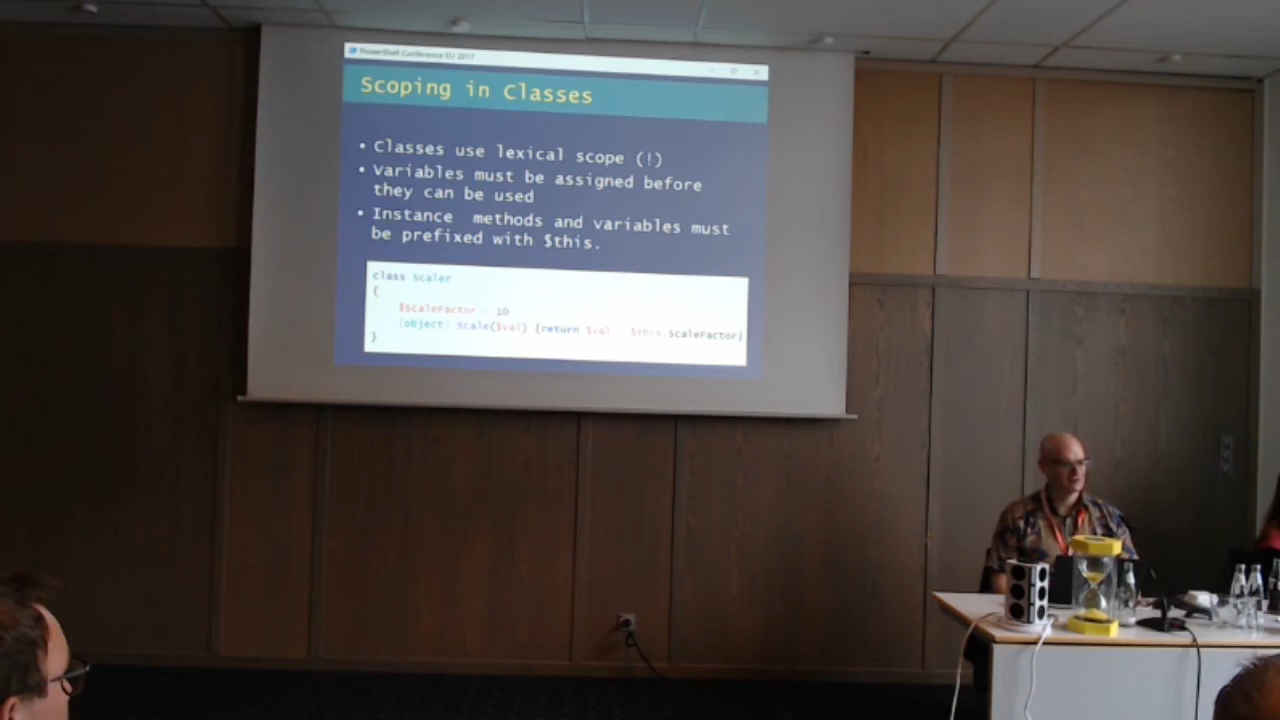 PowerShell Conference EU 2017
Scoping in Classes
• Classes use lexical scope (!)
• Variables must be assigned before
they can be used
• Instance methods and variables must
be prefixed with $this.
class scaler
{
$scaleFactor = 10
[object] Scale($val) {return $val * $this.scaleFactor}
}